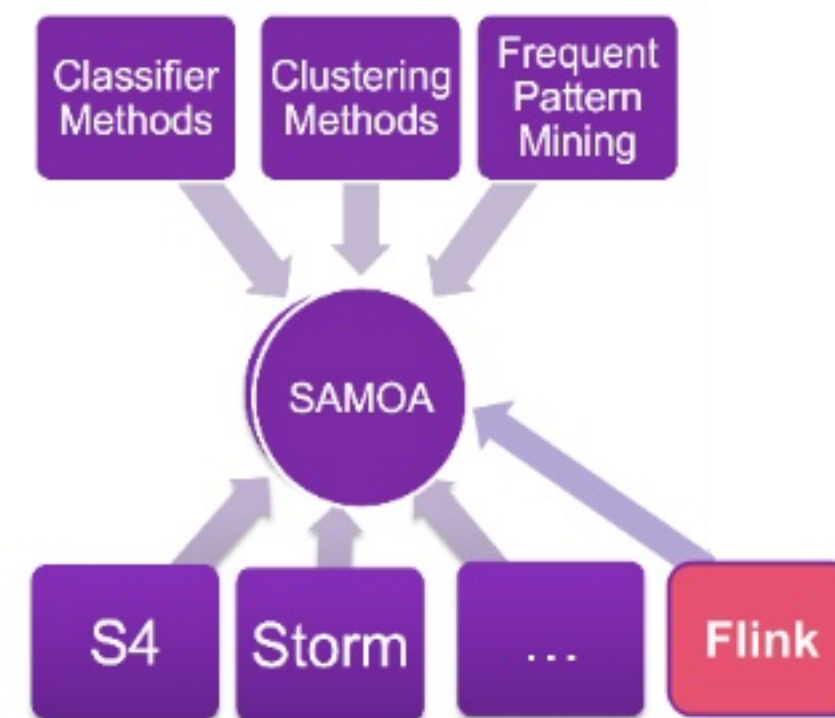 Classifier
Methods
Clustering
Methods
Frequent
Pattern
Mining
SAMOA
S4
Storm
...
Flink